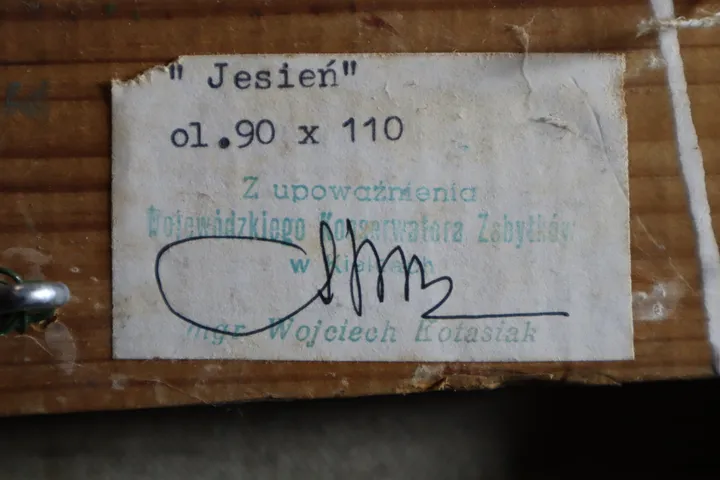 " Jesień"
ol.90 x 110
Z upoważnienia
Wojewódzkiego Konserwatora Zabytków
w Kielcach
mgr Wojciech Kotasiak